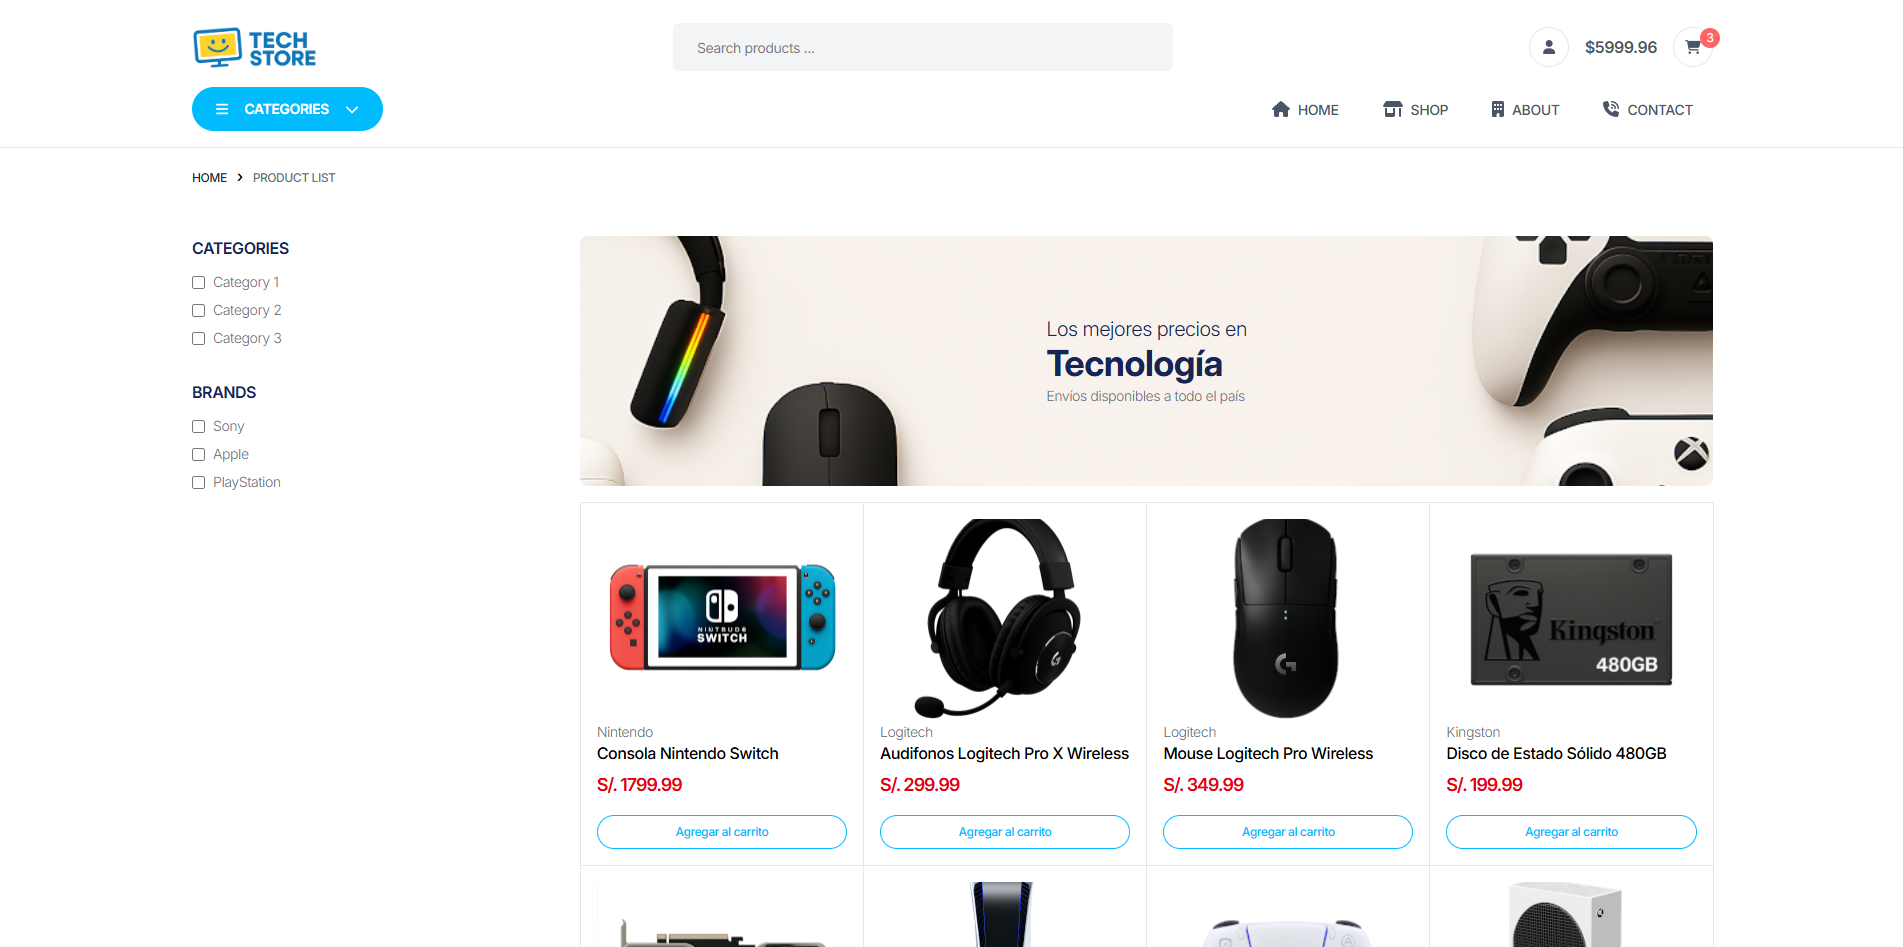 TECH
STORE
Search products ...
$5999.96
3
CATEGORIES
HOME
SHOP
ABOUT
CONTACT
HOME
PRODUCT LIST
CATEGORIES
Category 1
Category 2
Category 3
BRANDS
Sony
Apple
PlayStation
Los mejores precios en
Tecnología
Envíos disponibles a todo el país
NINTBUDO
SWITCH
Kingston
480GB
Nintendo
Consola Nintendo Switch
S/. 1799.99
Agregar al carrito
Logitech
Audifonos Logitech Pro X Wireless
S/. 299.99
Agregar al carrito
Logitech
Mouse Logitech Pro Wireless
S/. 349.99
Agregar al carrito
Kingston
Disco de Estado Sólido 480GB
S/. 199.99
Agregar al carrito